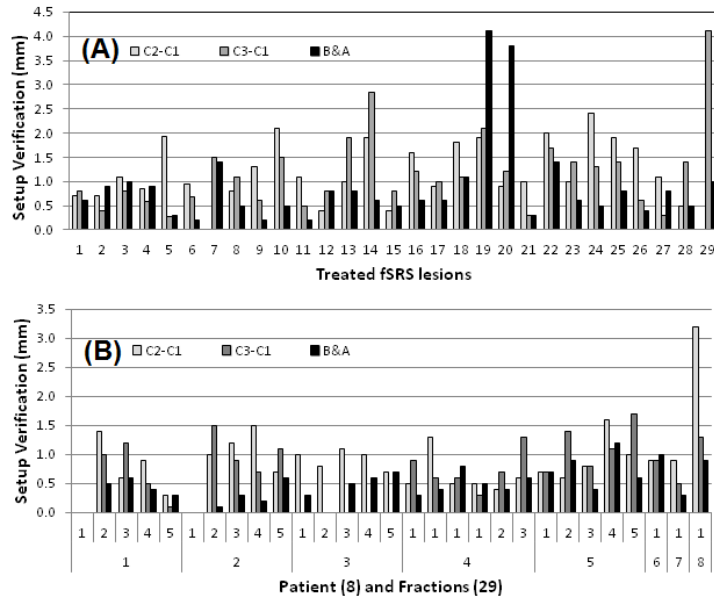 (A)
C2-C1 C3-C1 B&A
Setup Verification (mm)
4.5
4.0
3.5
3.0
2.5
2.0
1.5
1.0
0.5
0.0
1 2 3 4 5 6 7 8 9 10 11 12 13 14 15 16 17 18 19 20 21 22 23 24 25 26 27 28 29
Treated fSRS lesions
(B)
C2-C1 C3-C1 B&A
Setup Verification (mm)
3.5
3.0
2.5
2.0
1.5
1.0
0.5
0.0
1 2 3 4 5 1 2 3 4 5 1 2 3 4 5 1 1 1 1 2 3 1 2 3 4 5 1 1 1
1 2 3 4 5 6 7 8
Patient (8) and Fractions (29)